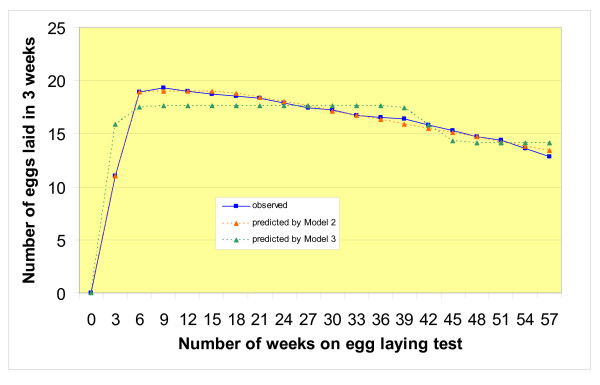 25
20
15
10
5
0
Number of eggs laid in 3 weeks
observed
predicted by Model 2
predicted by Model 3
0 3 6 9 12 15 18 21 24 27 30 33 36 39 42 45 48 51 54 57
Number of weeks on egg laying test